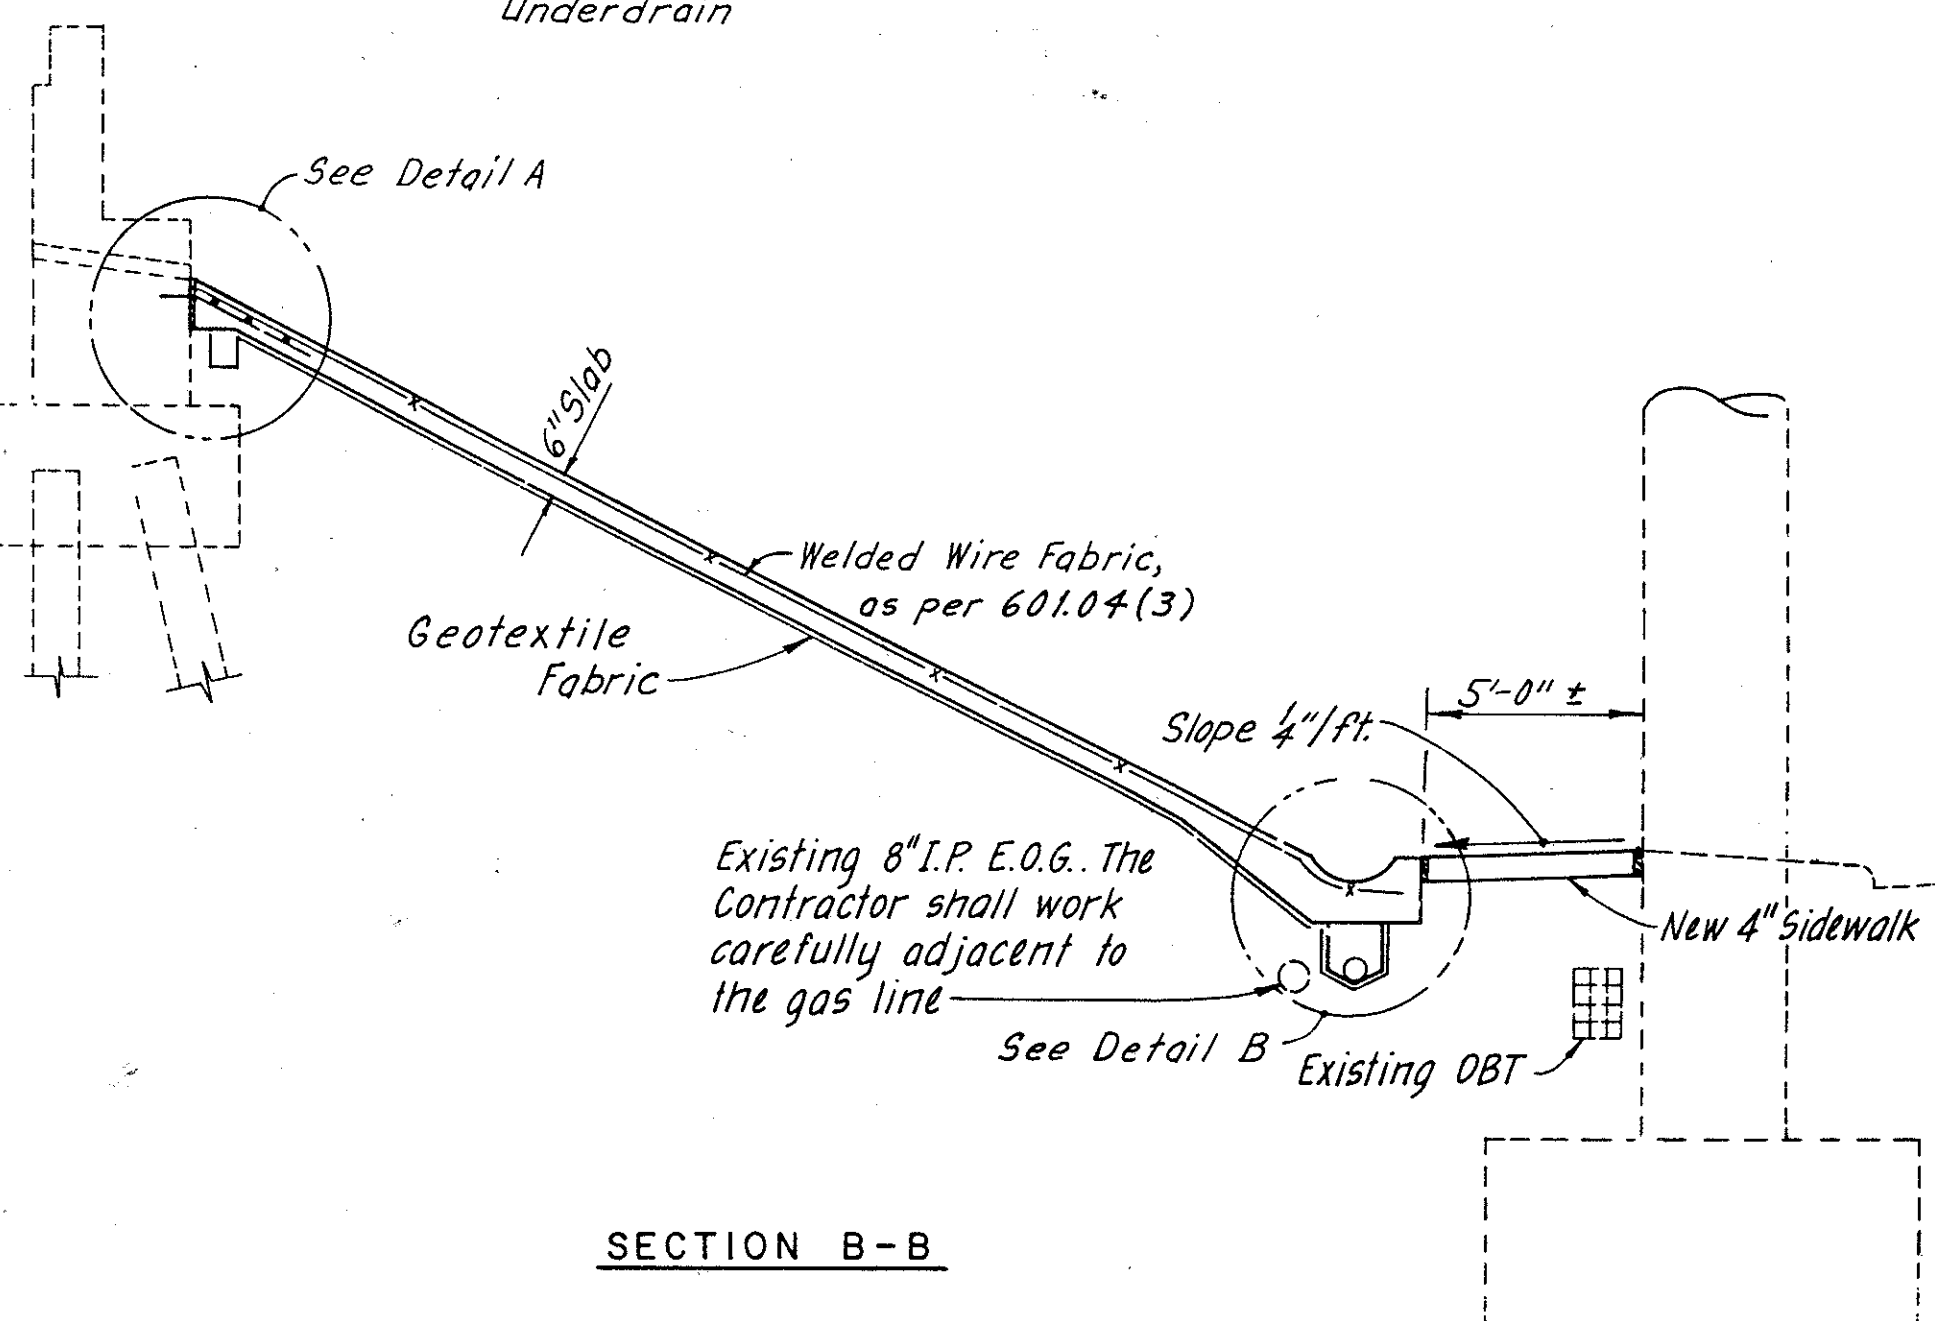 Underdrain
See Detail A
6" Slab
Welded Wire Fabric,
as per 601.04(3)
Geotextile
Fabric
5'-0" ±
Slope 1/4"/ft.
Existing 8" I.P. E.O.G.. The
Contractor shall work
carefully adjacent to
the gas line
New 4" Sidewalk
See Detail B
Existing OBT
SECTION B-B